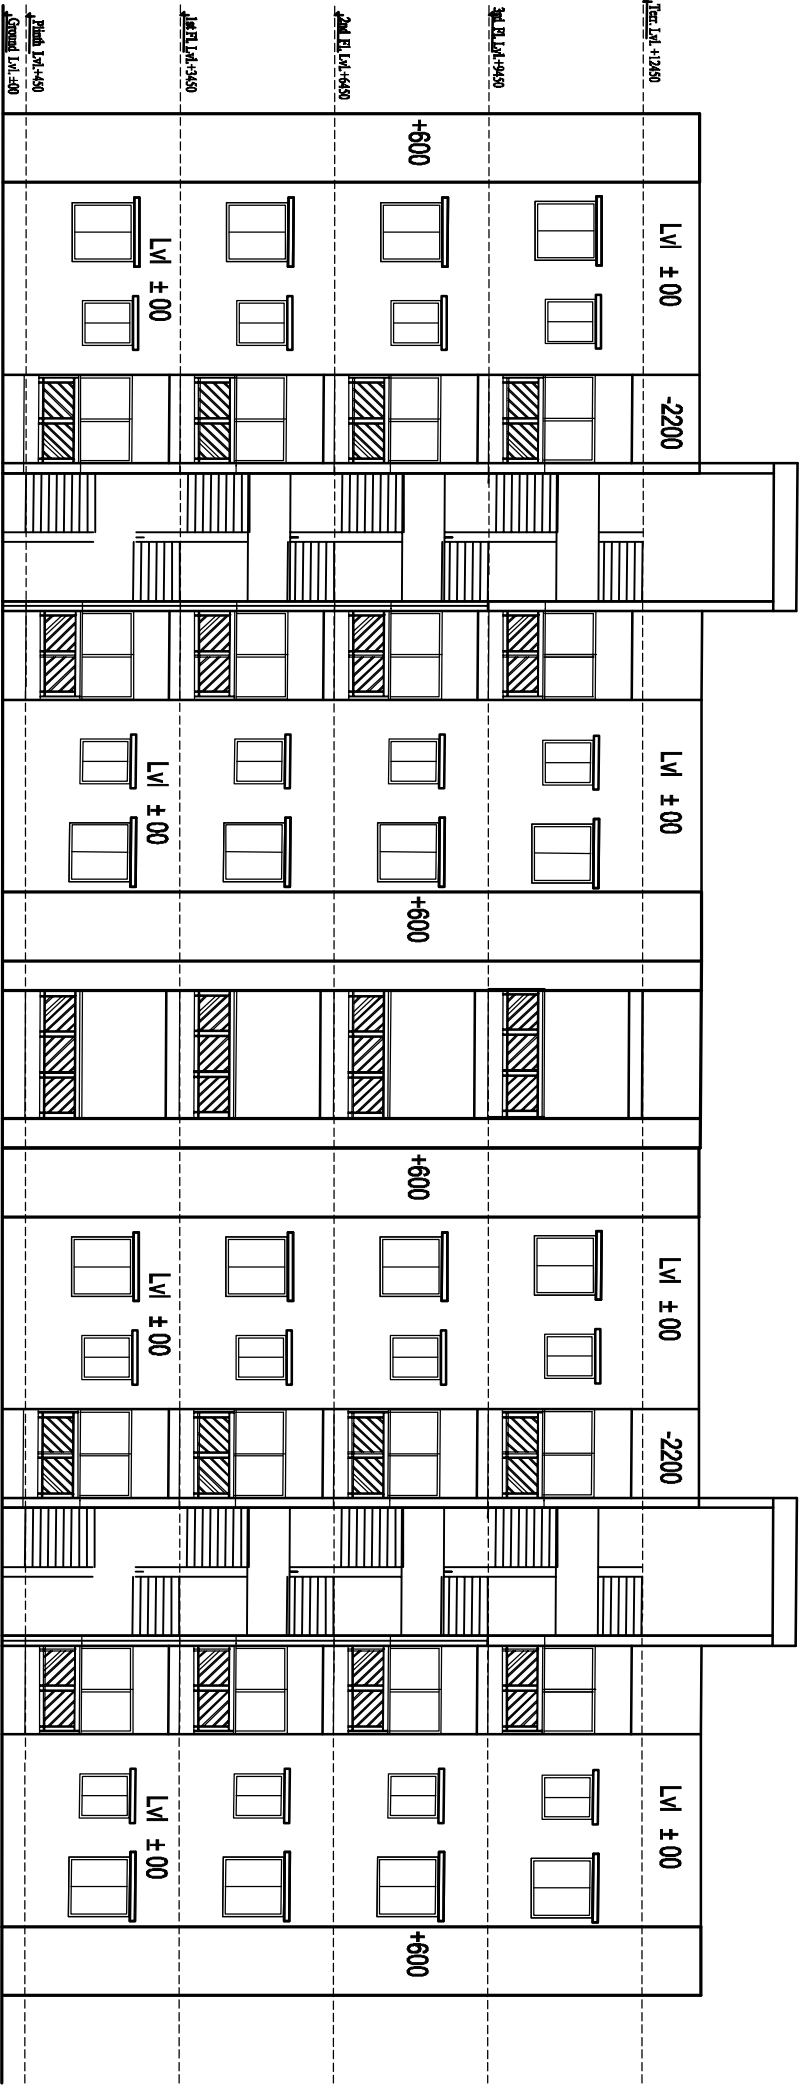 Terr. Lvl. +12450
3rd Fl. Lvl.+9450
2nd Fl. Lvl.+6450
1st Fl. Lvl.+3450
Plinth Lvl.+450
Ground Lvl.±00
+600
Lvl ±00
Lvl ±00
-2200
Lvl ±00
Lvl ±00
+600
+600
Lvl ±00
Lvl ±00
-2200
Lvl ±00
Lvl ±00
+600